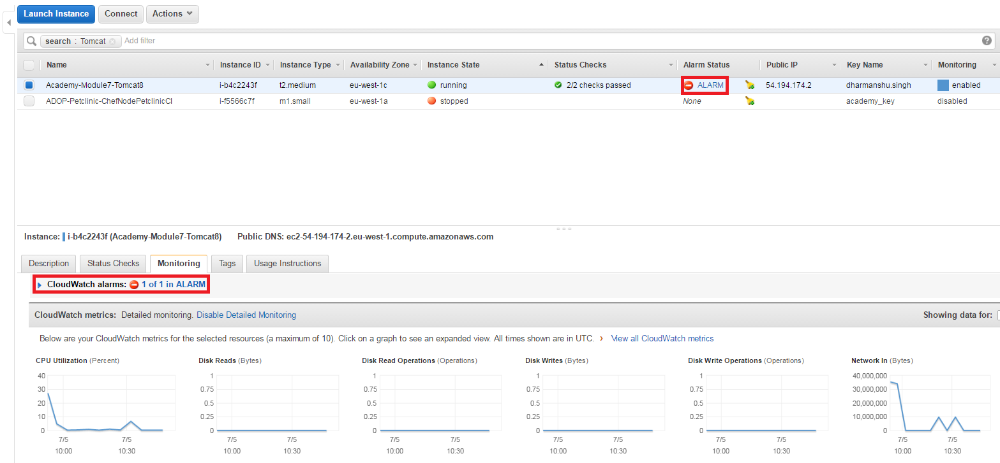 Launch Instance Connect Actions
search : Tomcat Add filter
Name Instance ID Instance Type Availability Zone Instance State Status Checks Alarm Status Public IP Key Name Monitoring
Academy-Module7-Tomcat8 i-b4c2243f t2.medium eu-west-1c running 2/2 checks passed ALARM 54.194.174.2 dharmanshu.singh enabled
ADOP-Petclinic-ChefNodePetclinicCI i-f5566c7f m1.small eu-west-1a stopped None academy_key disabled
Instance: i-b4c2243f (Academy-Module7-Tomcat8) Public DNS: ec2-54-194-174-2.eu-west-1.compute.amazonaws.com
Description Status Checks Monitoring Tags Usage Instructions
CloudWatch alarms: 1 of 1 in ALARM
CloudWatch metrics: Detailed monitoring. Disable Detailed Monitoring Showing data for:
Below are your CloudWatch metrics for the selected resources (a maximum of 10). Click on a graph to see an expanded view. All times shown are in UTC. › View all CloudWatch metrics
CPU Utilization (Percent) Disk Reads (Bytes) Disk Read Operations (Operations) Disk Writes (Bytes) Disk Write Operations (Operations) Network In (Bytes)
40 1 1 1 1 40,000,000
30 0.75 0.75 0.75 0.75 30,000,000
20 0.5 0.5 0.5 0.5 20,000,000
10 0.25 0.25 0.25 0.25 10,000,000
0 0 0 0 0 0
7/5 7/5 7/5 7/5 7/5 7/5 7/5 7/5 7/5 7/5 7/5 7/5
10:00 10:30 10:00 10:30 10:00 10:30 10:00 10:30 10:00 10:30 10:00 10:30